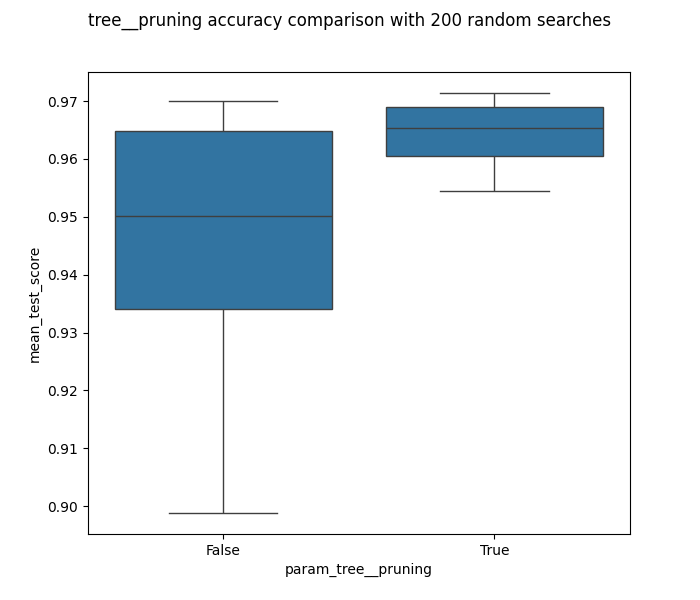 tree__pruning accuracy comparison with 200 random searches
0.97
0.96
0.95
0.94
0.93
0.92
0.91
0.90
mean_test_score
False
True
param_tree__pruning